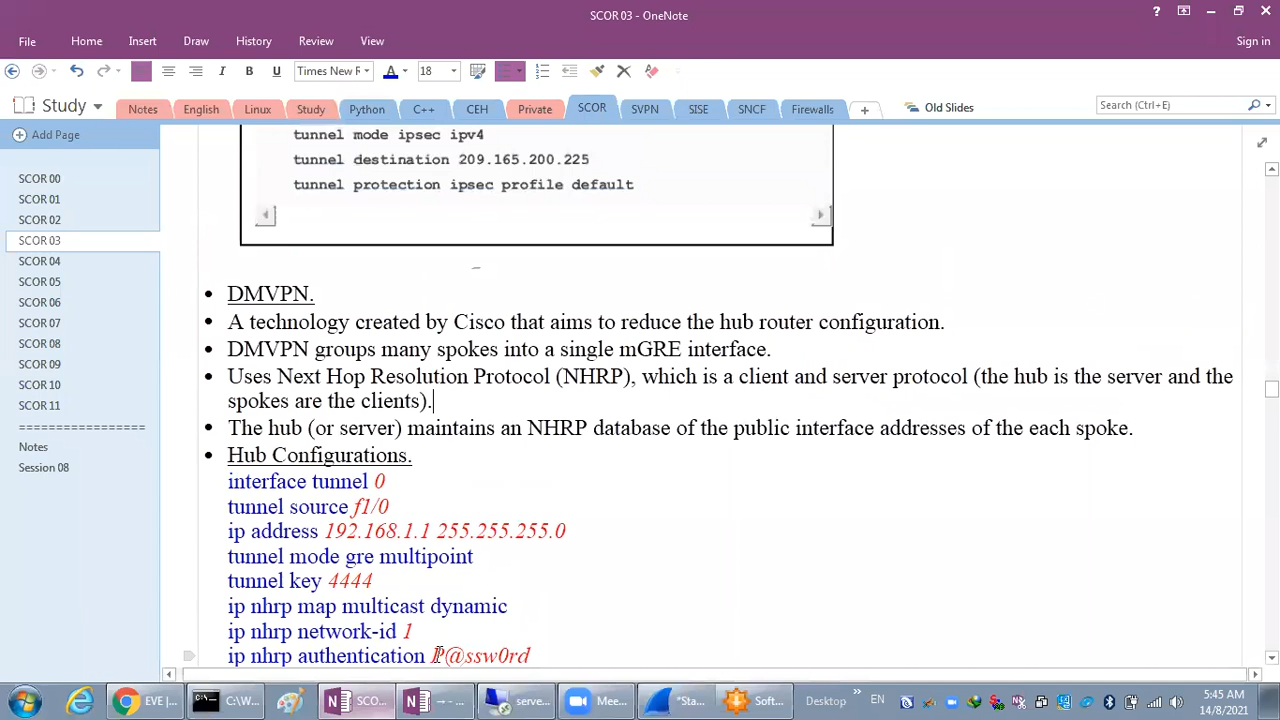 SCOR 03 - OneNote
File Home Insert Draw History Review View Sign in
Times New R 18
Study Notes English Linux Study Python C++ CEH Private SCOR SVPN SISE SNCF Firewalls Old Slides Search (Ctrl+E)
Add Page
SCOR 00
SCOR 01
SCOR 02
SCOR 03
SCOR 04
SCOR 05
SCOR 06
SCOR 07
SCOR 08
SCOR 09
SCOR 10
SCOR 11
=================
Notes
Session 08
tunnel mode ipsec ipv4
tunnel destination 209.165.200.225
tunnel protection ipsec profile default
• DMVPN.
• A technology created by Cisco that aims to reduce the hub router configuration.
• DMVPN groups many spokes into a single mGRE interface.
• Uses Next Hop Resolution Protocol (NHRP), which is a client and server protocol (the hub is the server and the
spokes are the clients).
• The hub (or server) maintains an NHRP database of the public interface addresses of the each spoke.
• Hub Configurations.
interface tunnel 0
tunnel source f1/0
ip address 192.168.1.1 255.255.255.0
tunnel mode gre multipoint
tunnel key 4444
ip nhrp map multicast dynamic
ip nhrp network-id 1
ip nhrp authentication P@ssw0rd
EVE |... C:\W... SCO... → -... serve... Mee... *Sta... Soft... Desktop » EN 5:45 AM
14/8/2021